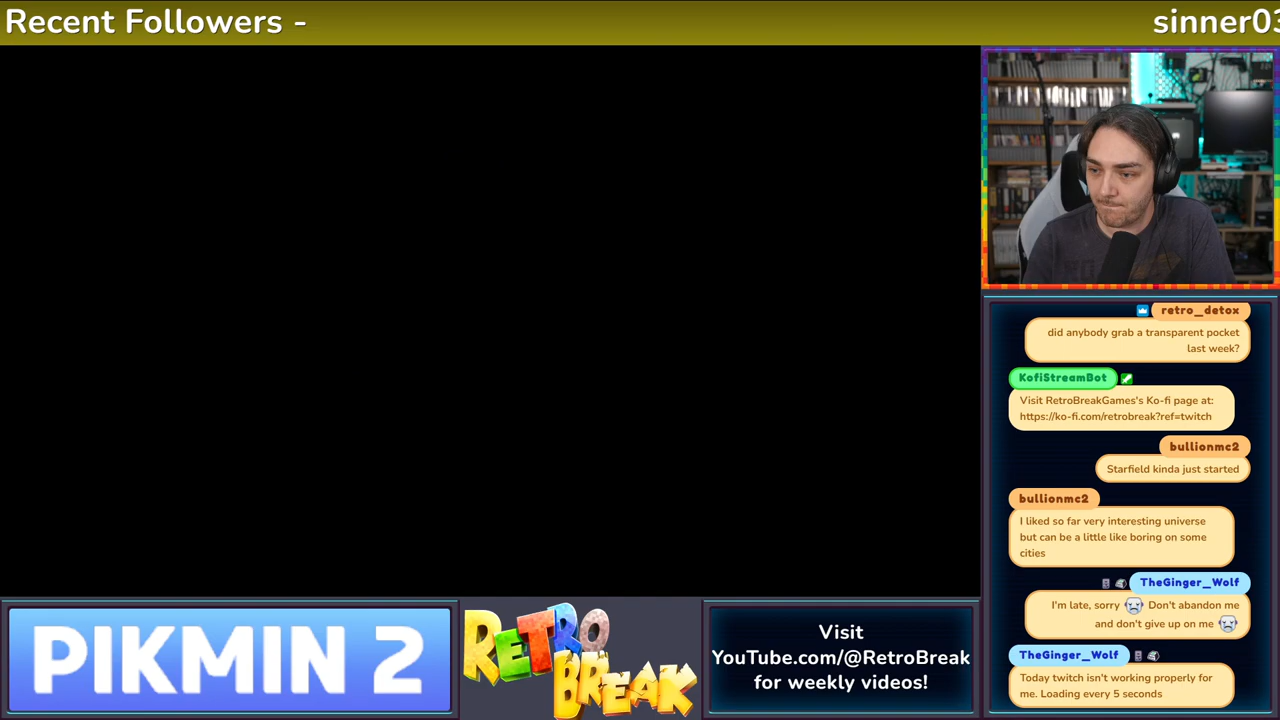 Recent Followers -
sinner03
retro_detox
did anybody grab a transparent pocket
last week?
KofiStreamBot
Visit RetroBreakGames's Ko-fi page at:
https://ko-fi.com/retrobreak?ref=twitch
bullionmc2
Starfield kinda just started
bullionmc2
I liked so far very interesting universe
but can be a little like boring on some
cities
TheGinger_Wolf
I'm late, sorry Don't abandon me
and don't give up on me
TheGinger_Wolf
Today twitch isn't working properly for
me. Loading every 5 seconds
PIKMIN 2
RETRO
BREAK
Visit
YouTube.com/@RetroBreak
for weekly videos!